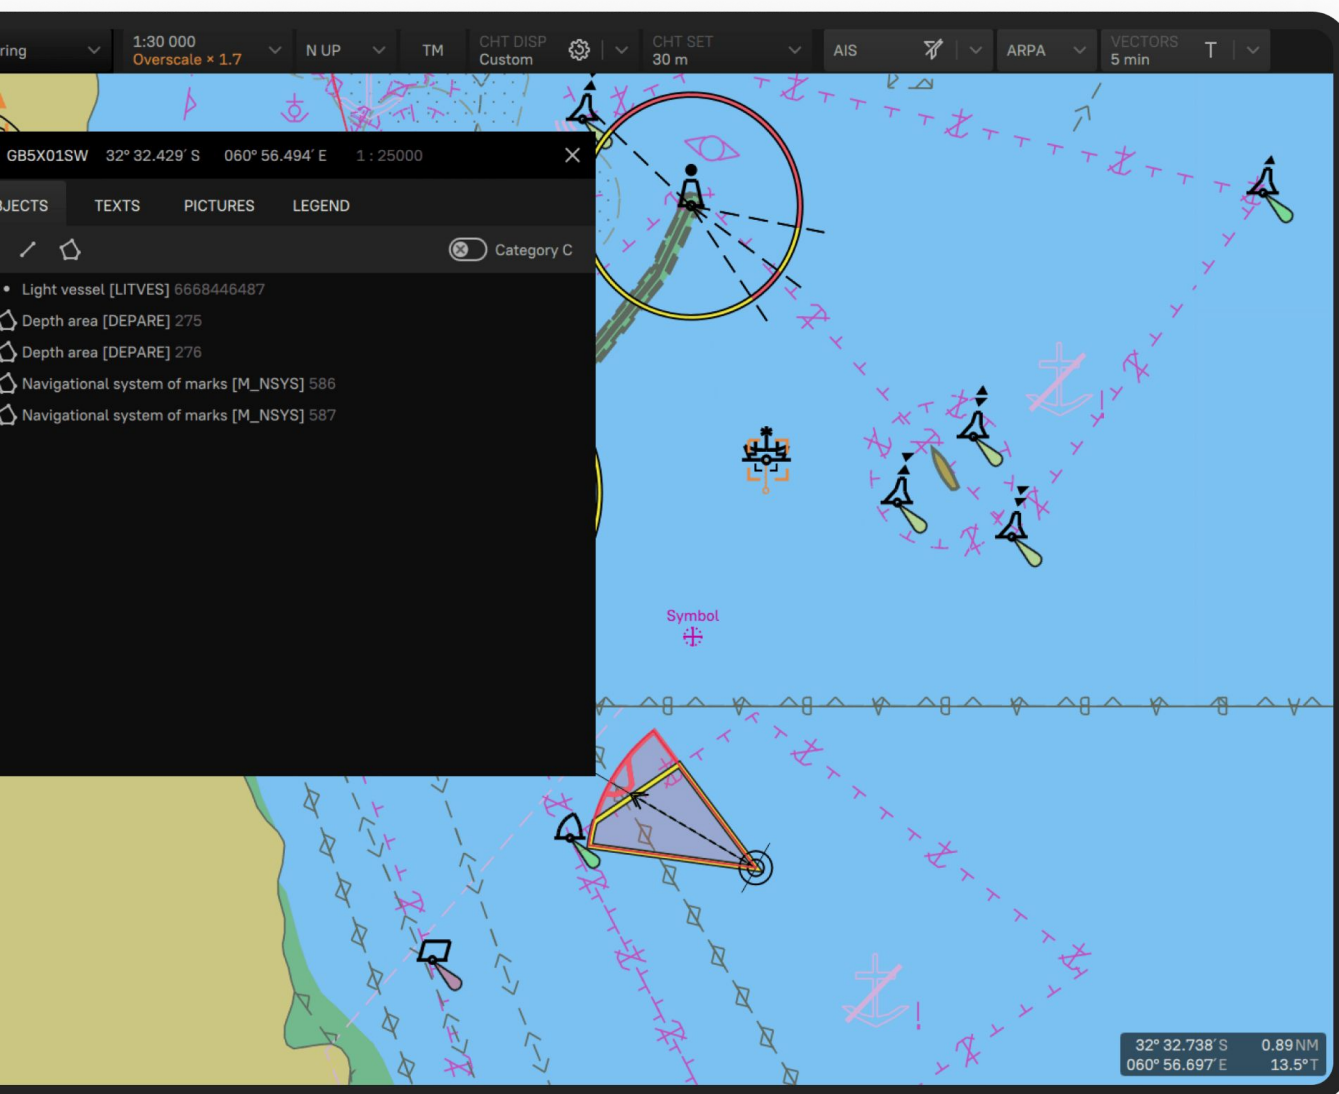 ring
1:30 000
Overscale × 1.7
N UP
TM
CHT DISP
Custom
CHT SET
30 m
AIS
ARPA
VECTORS
5 min
T
GB5X01SW 32° 32.429′ S 060° 56.494′ E 1 : 25000
BJECTS TEXTS PICTURES LEGEND
Category C
Light vessel [LITVES] 6668446487
Depth area [DEPARE] 275
Depth area [DEPARE] 276
Navigational system of marks [M_NSYS] 586
Navigational system of marks [M_NSYS] 587
Symbol
A B A B A B A B A
32° 32.738′ S 0.89 NM
060° 56.697′ E 13.5° T